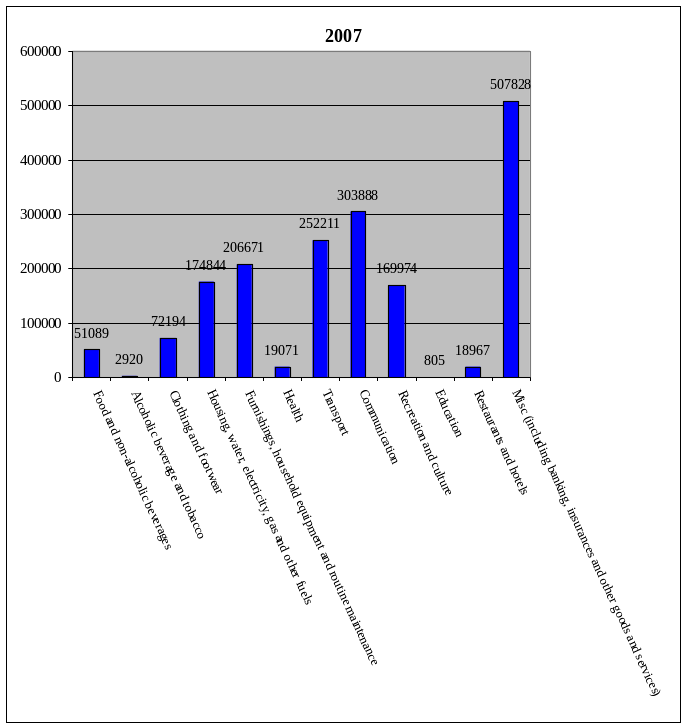 2007
600000
500000
400000
300000
200000
100000
0
51089
2920
72194
174844
206671
19071
252211
303888
169974
805
18967
507828
Food and non-alcoholic beverages
Alcoholic beverage and tobacco
Clothing and footwear
Housing, water, electricity, gas and other fuels
Furnishings, household equipment and routine maintenance
Health
Transport
Communication
Recreation and culture
Education
Restaurants and hotels
Misc (including banking, insurances and other goods and services)